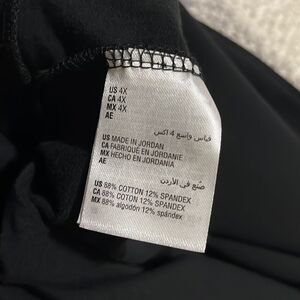 US 4X
CA 4X
MX 4X
AE
قياس واسع 4 اكس
US MADE IN JORDAN
CA FABRIQUÉ EN JORDANIE
MX HECHO EN JORDANIA
AE
صنع في الأردن
US 88% COTTON 12% SPANDEX
CA 88% COTON 12% SPANDEX
MX 88% algodón 12% spándex